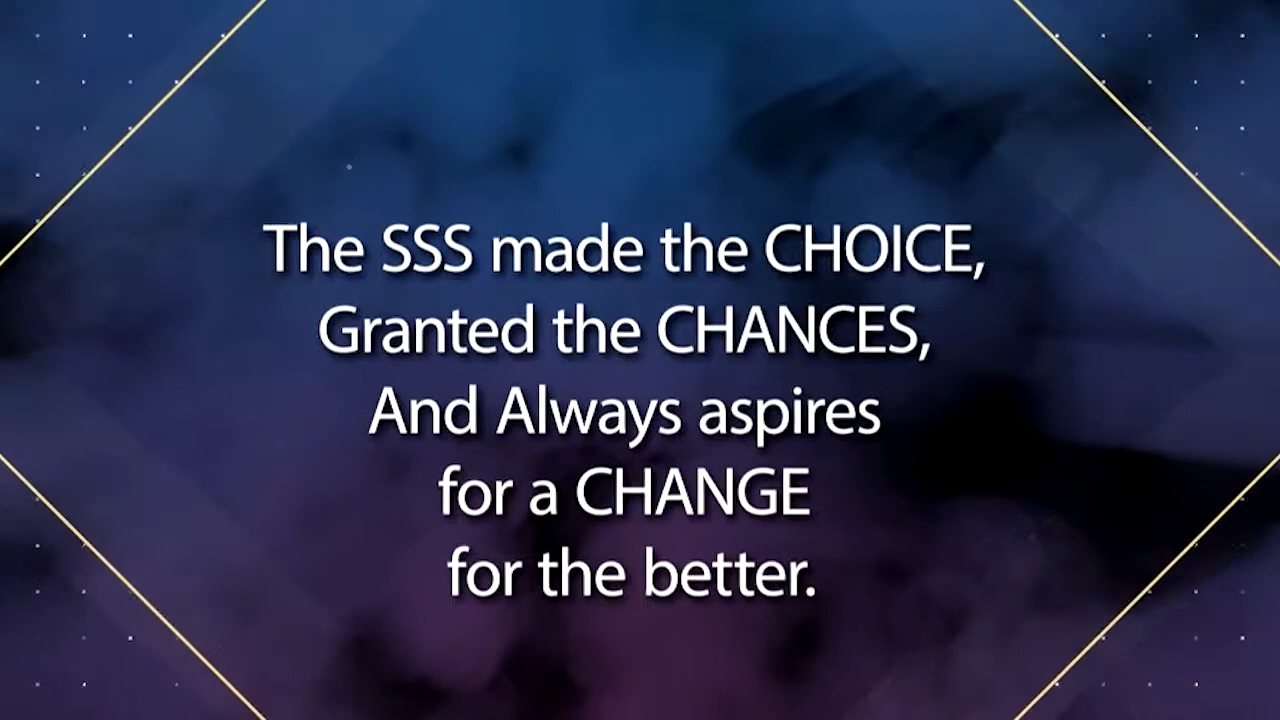 The SSS made the CHOICE,
Granted the CHANCES,
And Always aspires
for a CHANGE
for the better.